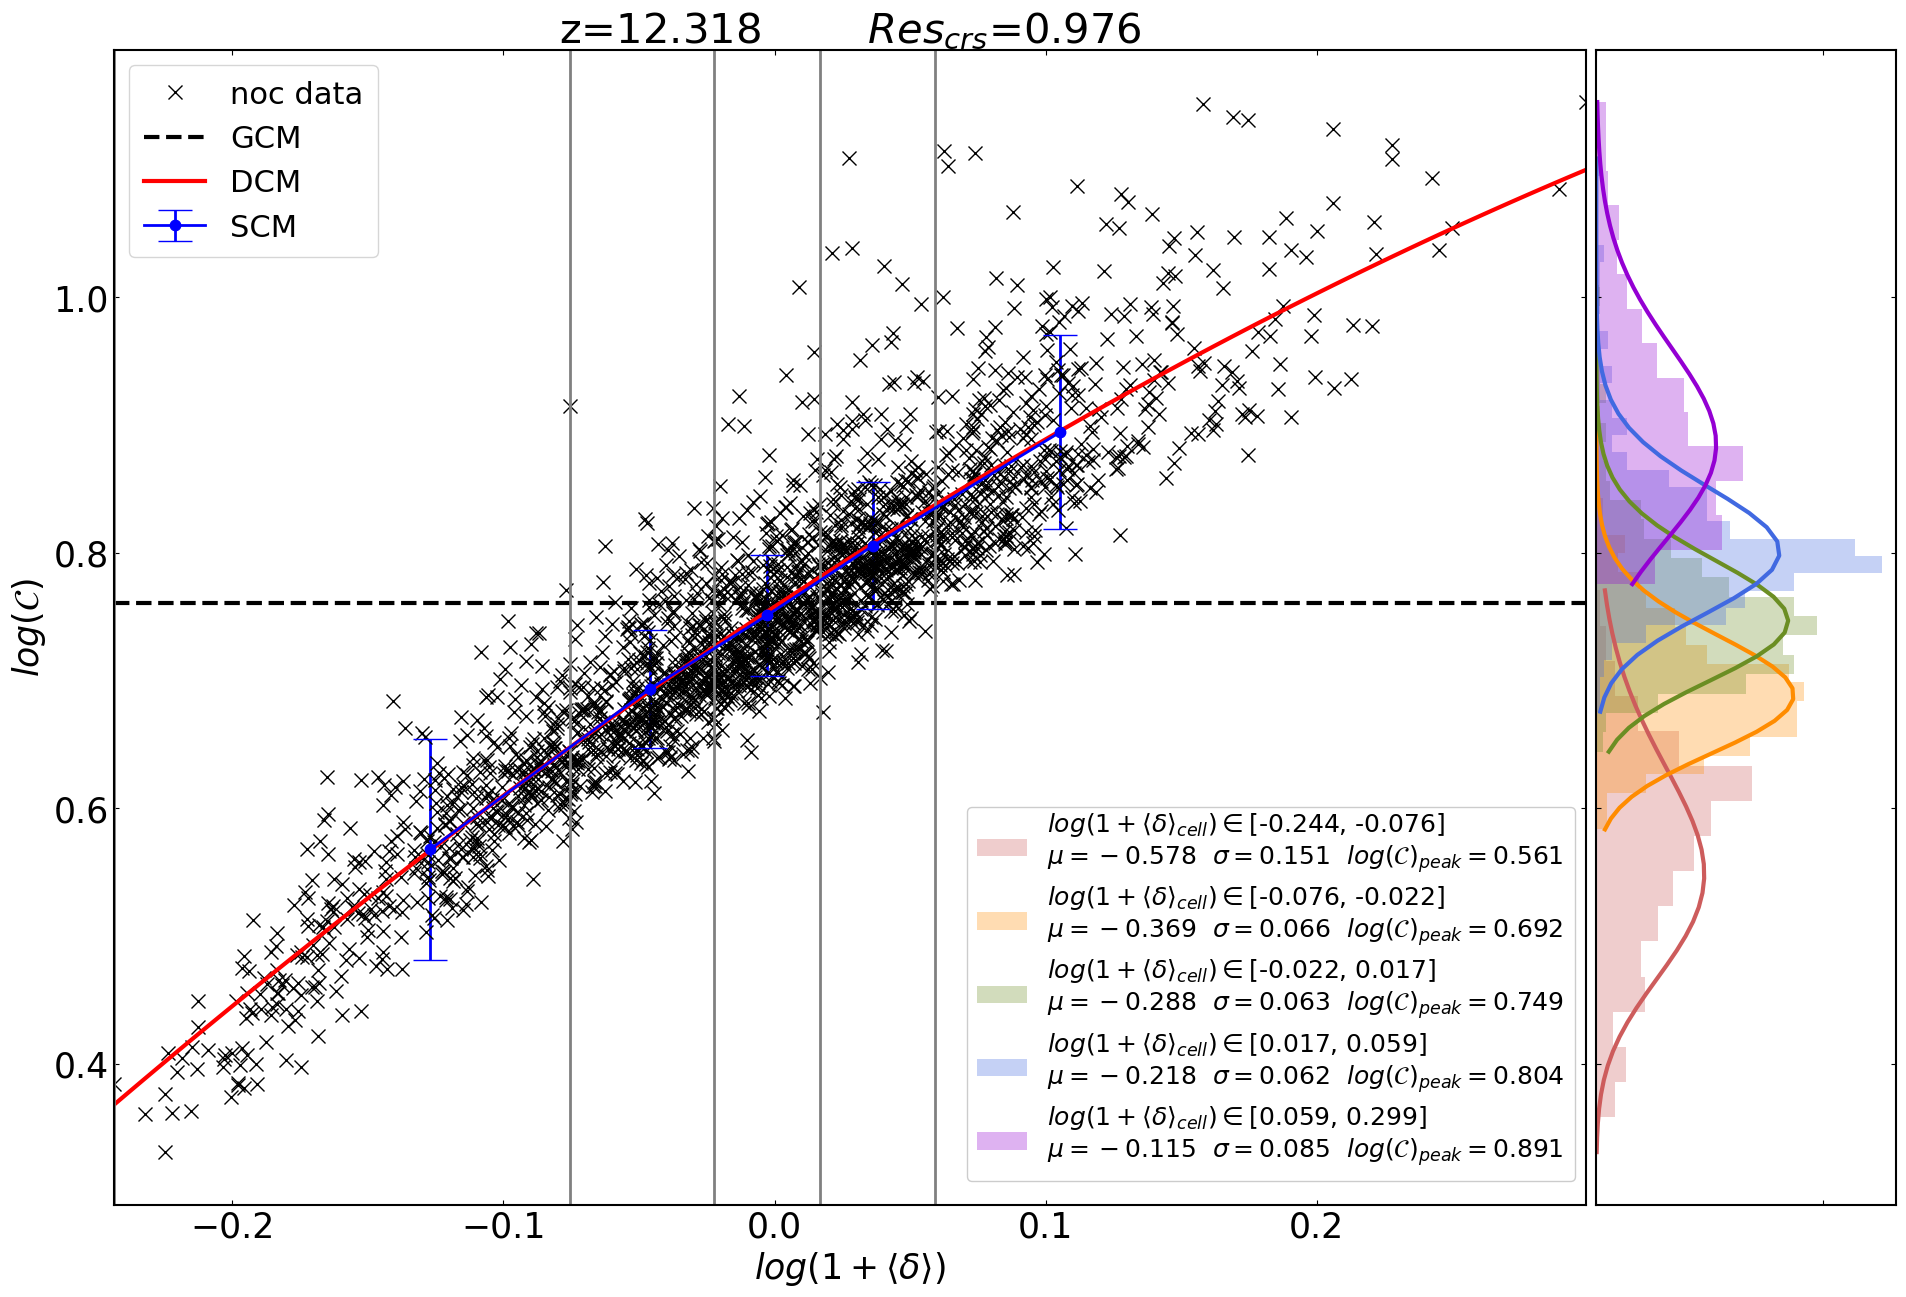 z=12.318 Res_crs=0.976
noc data
GCM
DCM
SCM
log(𝒞)
1.0
0.8
0.6
0.4
log(1 + ⟨δ⟩_cell) ∈ [-0.244, -0.076]
μ = −0.578 σ = 0.151 log(𝒞)_peak = 0.561
log(1 + ⟨δ⟩_cell) ∈ [-0.076, -0.022]
μ = −0.369 σ = 0.066 log(𝒞)_peak = 0.692
log(1 + ⟨δ⟩_cell) ∈ [-0.022, 0.017]
μ = −0.288 σ = 0.063 log(𝒞)_peak = 0.749
log(1 + ⟨δ⟩_cell) ∈ [0.017, 0.059]
μ = −0.218 σ = 0.062 log(𝒞)_peak = 0.804
log(1 + ⟨δ⟩_cell) ∈ [0.059, 0.299]
μ = −0.115 σ = 0.085 log(𝒞)_peak = 0.891
−0.2 −0.1 0.0 0.1 0.2
log(1 + ⟨δ⟩)